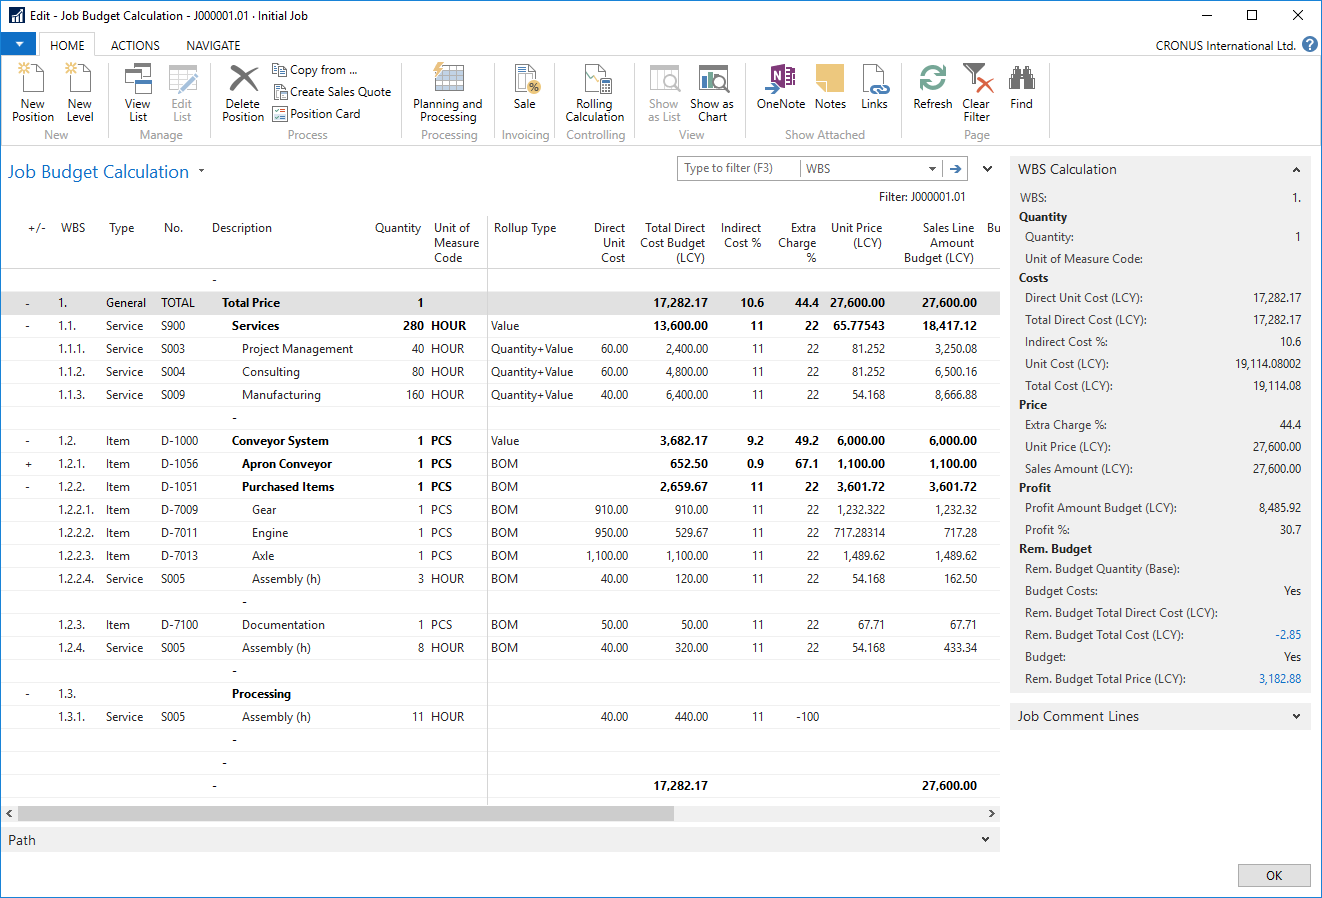 Edit - Job Budget Calculation - J000001.01 · Initial Job
HOME ACTIONS NAVIGATE CRONUS International Ltd. ?
New Position
New Level
New
View List
Edit List
Manage
Delete Position
Copy from ...
Create Sales Quote
Position Card
Process
Planning and Processing
Processing
Sale
Invoicing
Rolling Calculation
Controlling
Show as List
Show as Chart
View
OneNote
Notes
Links
Show Attached
Refresh
Clear Filter
Find
Page
Job Budget Calculation
Type to filter (F3) WBS
Filter: J000001.01
+/- WBS Type No. Description Quantity Unit of Measure Code Rollup Type Direct Unit Cost Total Direct Cost Budget (LCY) Indirect Cost % Extra Charge % Unit Price (LCY) Sales Line Amount Budget (LCY) Bu
-
- 1. General TOTAL Total Price 1 17,282.17 10.6 44.4 27,600.00 27,600.00
- 1.1. Service S900 Services 280 HOUR Value 13,600.00 11 22 65.77543 18,417.12
1.1.1. Service S003 Project Management 40 HOUR Quantity+Value 60.00 2,400.00 11 22 81.252 3,250.08
1.1.2. Service S004 Consulting 80 HOUR Quantity+Value 60.00 4,800.00 11 22 81.252 6,500.16
1.1.3. Service S009 Manufacturing 160 HOUR Quantity+Value 40.00 6,400.00 11 22 54.168 8,666.88
-
- 1.2. Item D-1000 Conveyor System 1 PCS Value 3,682.17 9.2 49.2 6,000.00 6,000.00
+ 1.2.1. Item D-1056 Apron Conveyor 1 PCS BOM 652.50 0.9 67.1 1,100.00 1,100.00
- 1.2.2. Item D-1051 Purchased Items 1 PCS BOM 2,659.67 11 22 3,601.72 3,601.72
1.2.2.1. Item D-7009 Gear 1 PCS BOM 910.00 910.00 11 22 1,232.322 1,232.32
1.2.2.2. Item D-7011 Engine 1 PCS BOM 950.00 529.67 11 22 717.28314 717.28
1.2.2.3. Item D-7013 Axle 1 PCS BOM 1,100.00 1,100.00 11 22 1,489.62 1,489.62
1.2.2.4. Service S005 Assembly (h) 3 HOUR BOM 40.00 120.00 11 22 54.168 162.50
-
1.2.3. Item D-7100 Documentation 1 PCS BOM 50.00 50.00 11 22 67.71 67.71
1.2.4. Service S005 Assembly (h) 8 HOUR BOM 40.00 320.00 11 22 54.168 433.34
-
- 1.3. Processing
1.3.1. Service S005 Assembly (h) 11 HOUR 40.00 440.00 11 -100
-
-
- 17,282.17 27,600.00
Path
WBS Calculation
WBS: 1.
Quantity
Quantity: 1
Unit of Measure Code:
Costs
Direct Unit Cost (LCY): 17,282.17
Total Direct Cost (LCY): 17,282.17
Indirect Cost %: 10.6
Unit Cost (LCY): 19,114.08002
Total Cost (LCY): 19,114.08
Price
Extra Charge %: 44.4
Unit Price (LCY): 27,600.00
Sales Amount (LCY): 27,600.00
Profit
Profit Amount Budget (LCY): 8,485.92
Profit %: 30.7
Rem. Budget
Rem. Budget Quantity (Base):
Budget Costs: Yes
Rem. Budget Total Direct Cost (LCY):
Rem. Budget Total Cost (LCY): -2.85
Budget: Yes
Rem. Budget Total Price (LCY): 3,182.88
Job Comment Lines
OK